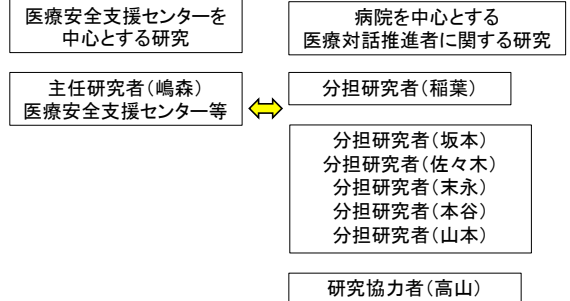 医療安全支援センターを
中心とする研究
病院を中心とする
医療対話推進者に関する研究
主任研究者(嶋森)
医療安全支援センター等
分担研究者(稲葉)
分担研究者(坂本)
分担研究者(佐々木)
分担研究者(末永)
分担研究者(本谷)
分担研究者(山本)
研究協力者(高山)